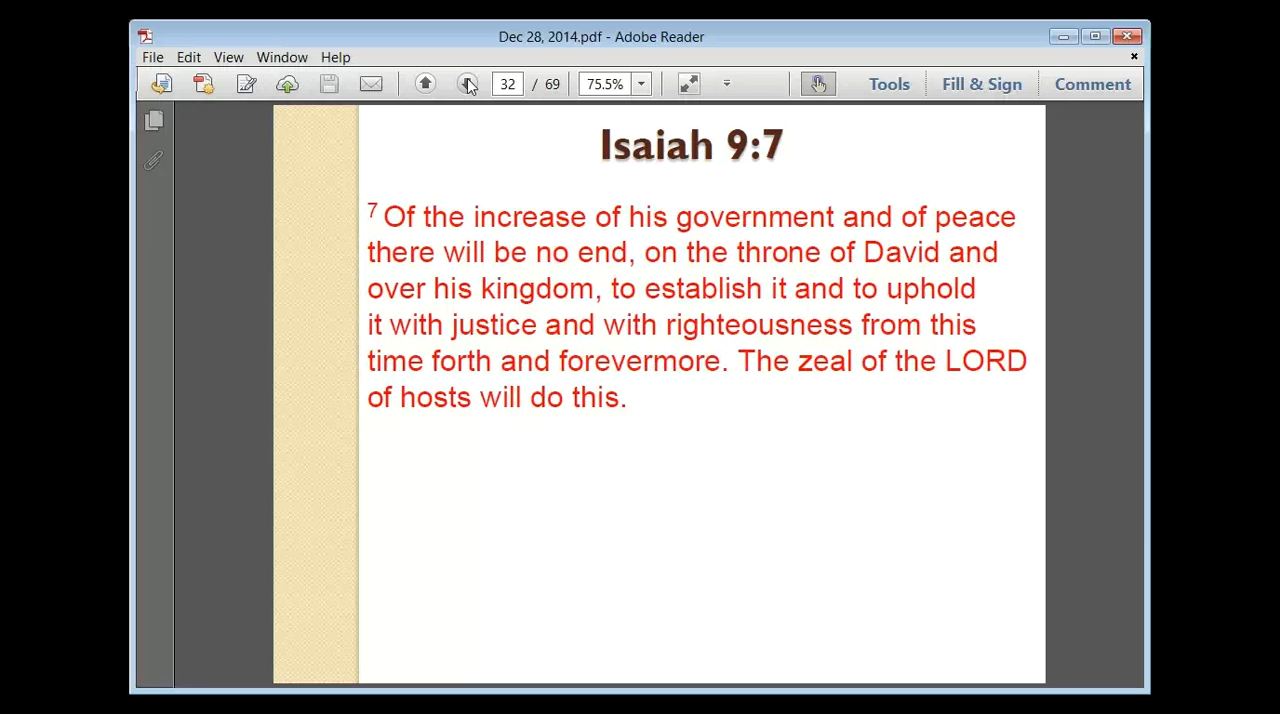 Dec 28, 2014.pdf - Adobe Reader
File Edit View Window Help
32 / 69 75.5% Tools Fill & Sign Comment
Isaiah 9:7
7 Of the increase of his government and of peace
there will be no end, on the throne of David and
over his kingdom, to establish it and to uphold
it with justice and with righteousness from this
time forth and forevermore. The zeal of the LORD
of hosts will do this.